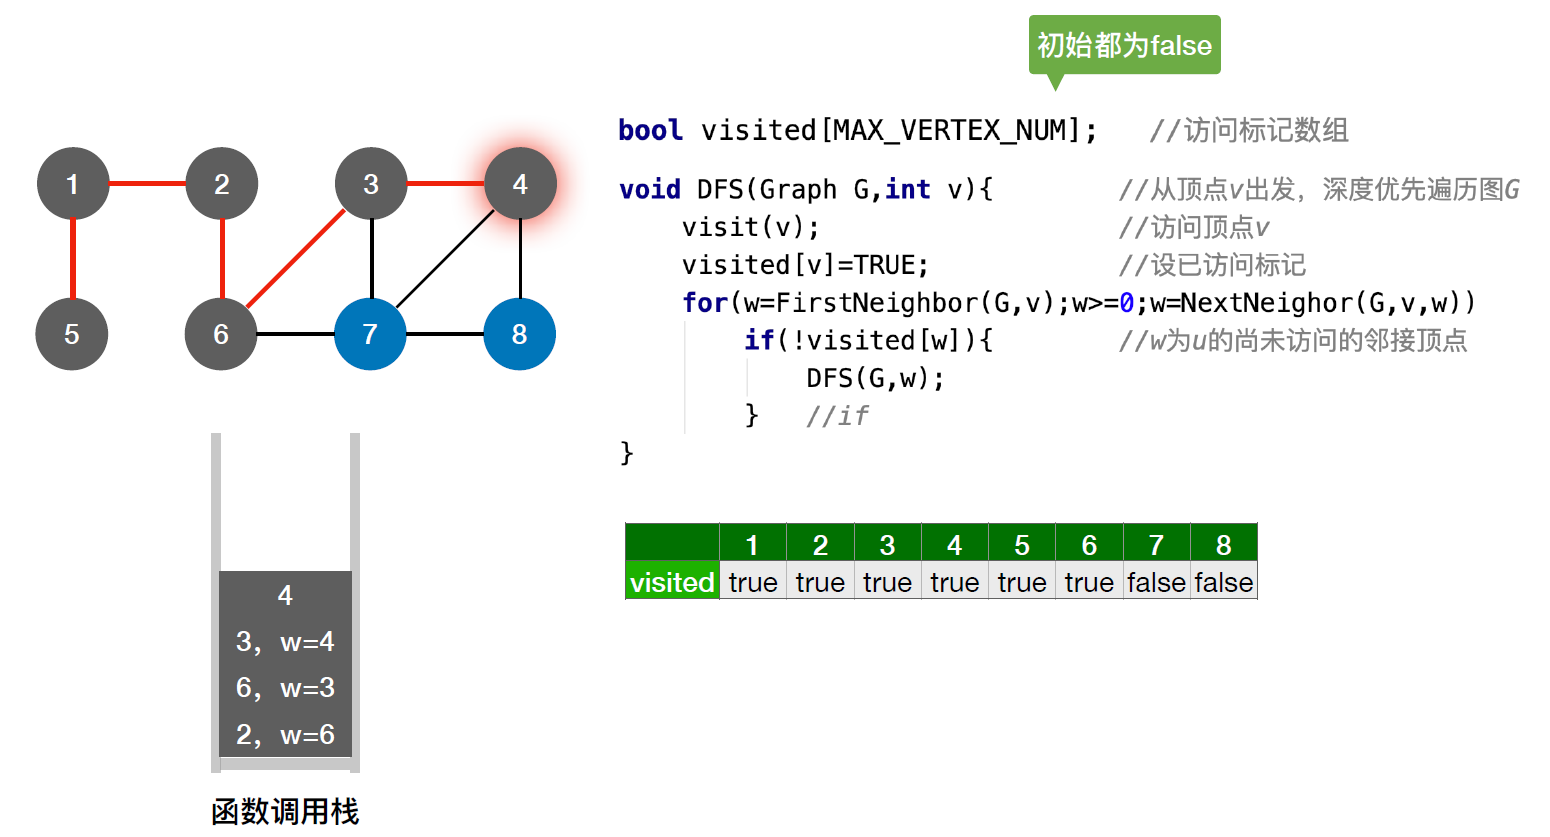 初始都为false
bool visited[MAX_VERTEX_NUM]; //访问标记数组
void DFS(Graph G,int v){ //从顶点v出发，深度优先遍历图G
visit(v); //访问顶点v
visited[v]=TRUE; //设已访问标记
for(w=FirstNeighbor(G,v);w>=0;w=NextNeighor(G,v,w))
if(!visited[w]){ //w为u的尚未访问的邻接顶点
DFS(G,w);
} //if
}
1 2 3 4
5 6 7 8
4
3，w=4
6，w=3
2，w=6
函数调用栈
1 2 3 4 5 6 7 8
visited true true true true true true false false